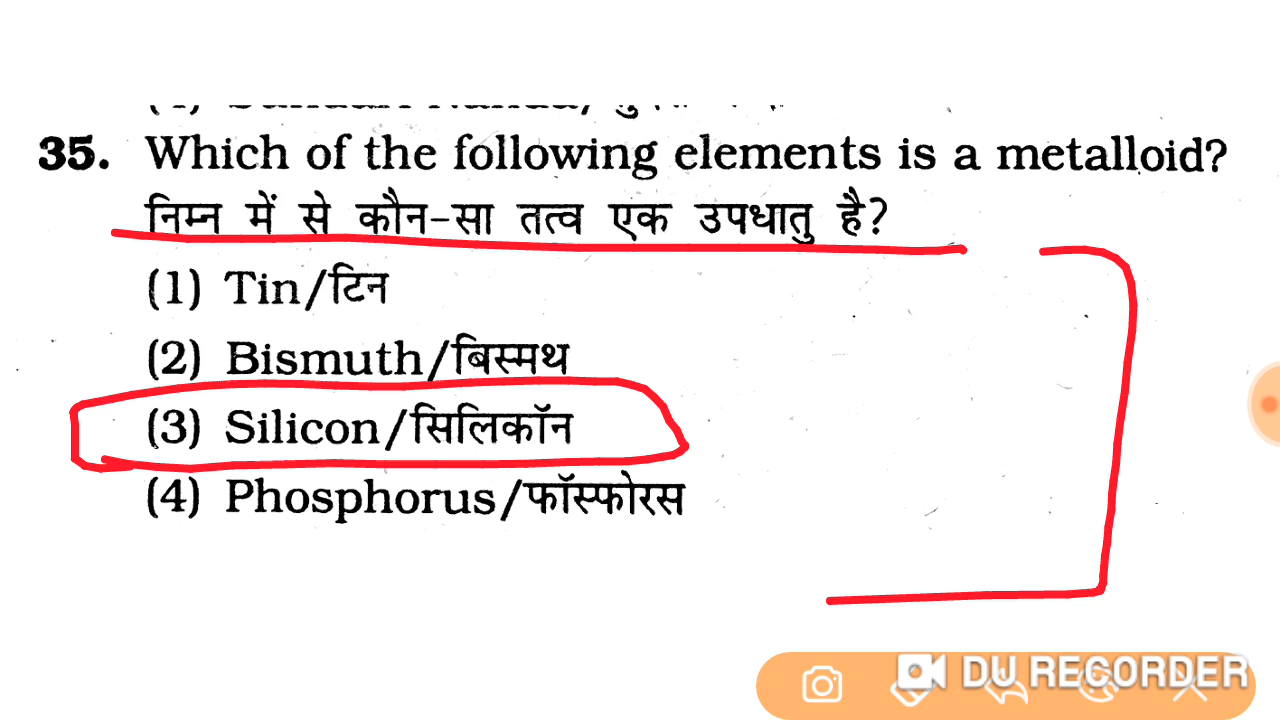 35. Which of the following elements is a metalloid?
निम्न में से कौन-सा तत्व एक उपधातु है?
(1) Tin/टिन
(2) Bismuth/बिस्मथ
(3) Silicon/सिलिकॉन
(4) Phosphorus/फॉस्फोरस
DU RECORDER